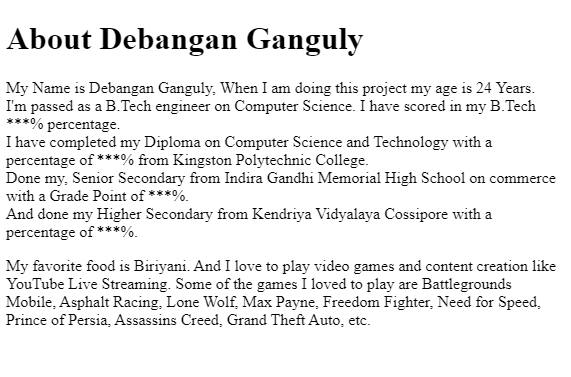 About Debangan Ganguly
My Name is Debangan Ganguly, When I am doing this project my age is 24 Years.
I'm passed as a B.Tech engineer on Computer Science. I have scored in my B.Tech
***% percentage.
I have completed my Diploma on Computer Science and Technology with a
percentage of ***% from Kingston Polytechnic College.
Done my, Senior Secondary from Indira Gandhi Memorial High School on commerce
with a Grade Point of ***%.
And done my Higher Secondary from Kendriya Vidyalaya Cossipore with a
percentage of ***%.
My favorite food is Biriyani. And I love to play video games and content creation like
YouTube Live Streaming. Some of the games I loved to play are Battlegrounds
Mobile, Asphalt Racing, Lone Wolf, Max Payne, Freedom Fighter, Need for Speed,
Prince of Persia, Assassins Creed, Grand Theft Auto, etc.